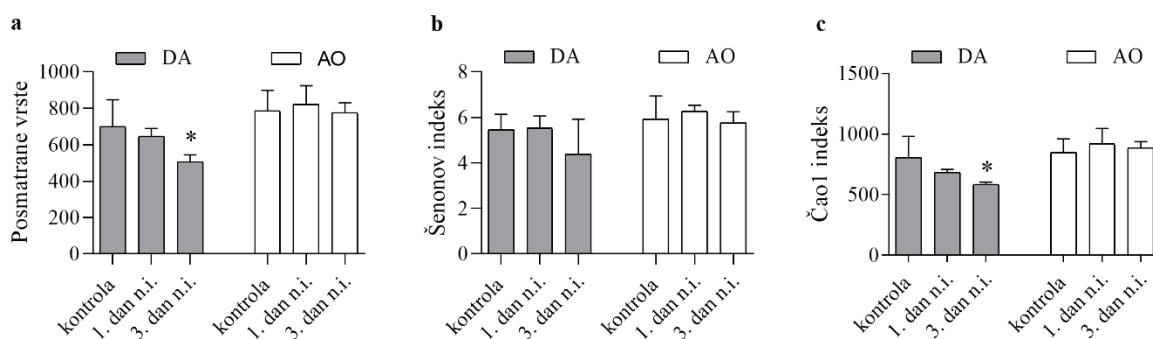 a
DA
AO
Posmatrane vrste
1000
800
600
400
200
0
*
kontrola
1. dan n.i.
3. dan n.i.
kontrola
1. dan n.i.
3. dan n.i.
b
DA
AO
Šenonov indeks
8
6
4
2
0
kontrola
1. dan n.i.
3. dan n.i.
kontrola
1. dan n.i.
3. dan n.i.
c
DA
AO
Čao1 indeks
1500
1000
500
0
*
kontrola
1. dan n.i.
3. dan n.i.
kontrola
1. dan n.i.
3. dan n.i.